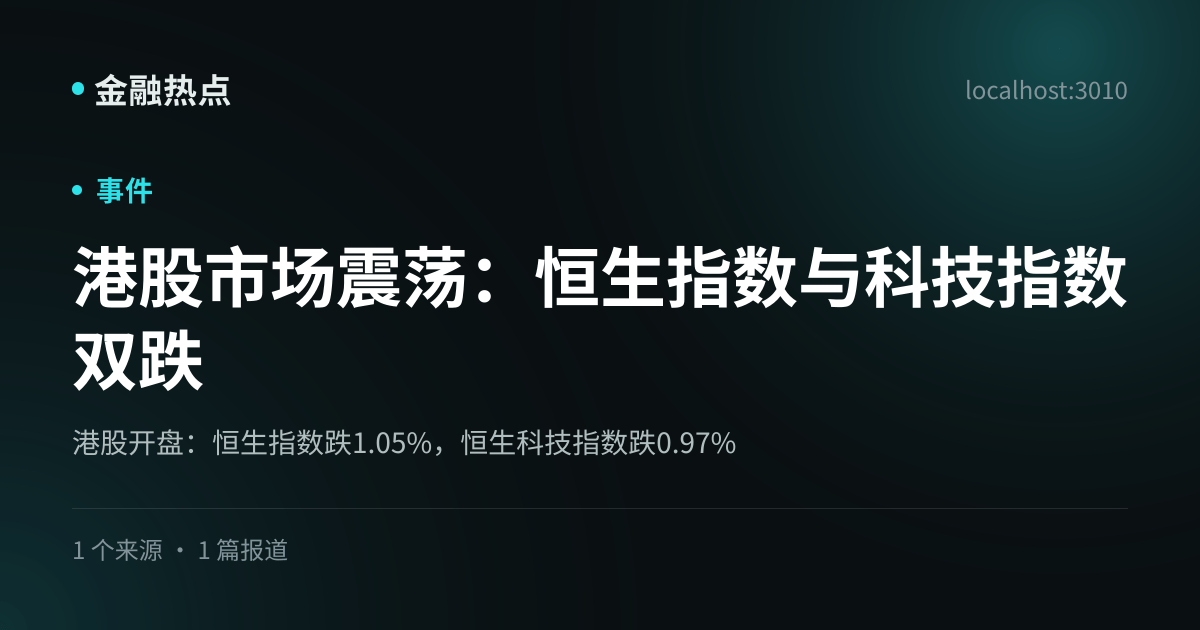 金融热点
localhost:3010
事件
港股市场震荡：恒生指数与科技指数
双跌
港股开盘：恒生指数跌1.05%，恒生科技指数跌0.97%
1 个来源 · 1 篇报道